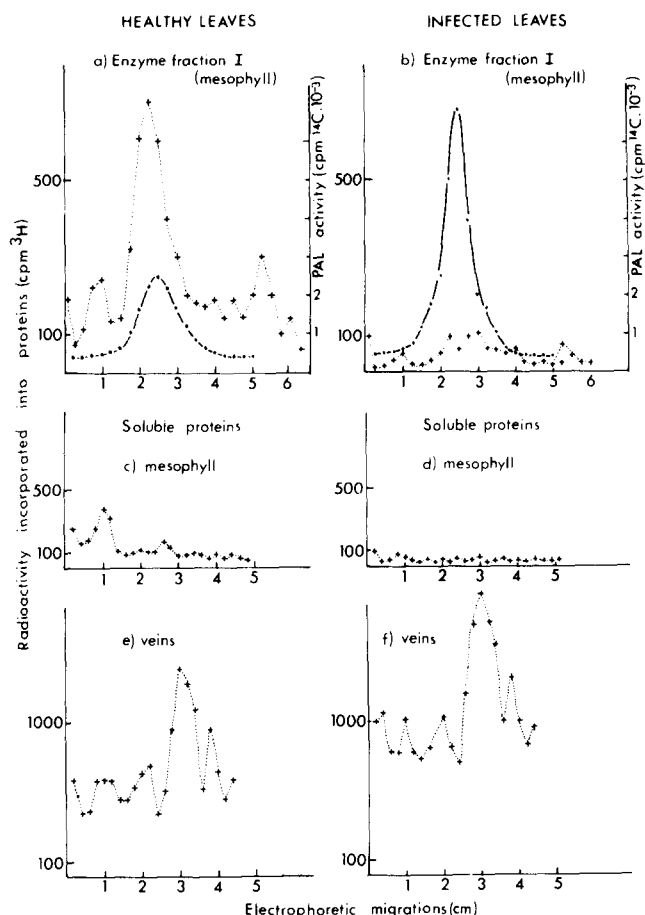 HEALTHY LEAVES
INFECTED LEAVES
a) Enzyme fraction I
(mesophyll)
b) Enzyme fraction I
(mesophyll)
Radioactivity incorporated into proteins (cpm ³H)
500
100
PAL activity (cpm ¹⁴C.10⁻³)
2
1
1 2 3 4 5 6
500
100
PAL activity (cpm ¹⁴C.10⁻³)
2
1
1 2 3 4 5 6
Soluble proteins
c) mesophyll
500
100
1 2 3 4 5
Soluble proteins
d) mesophyll
500
100
1 2 3 4 5
e) veins
1000
100
1 2 3 4 5
f) veins
1000
100
1 2 3 4 5
Electrophoretic migrations (cm)